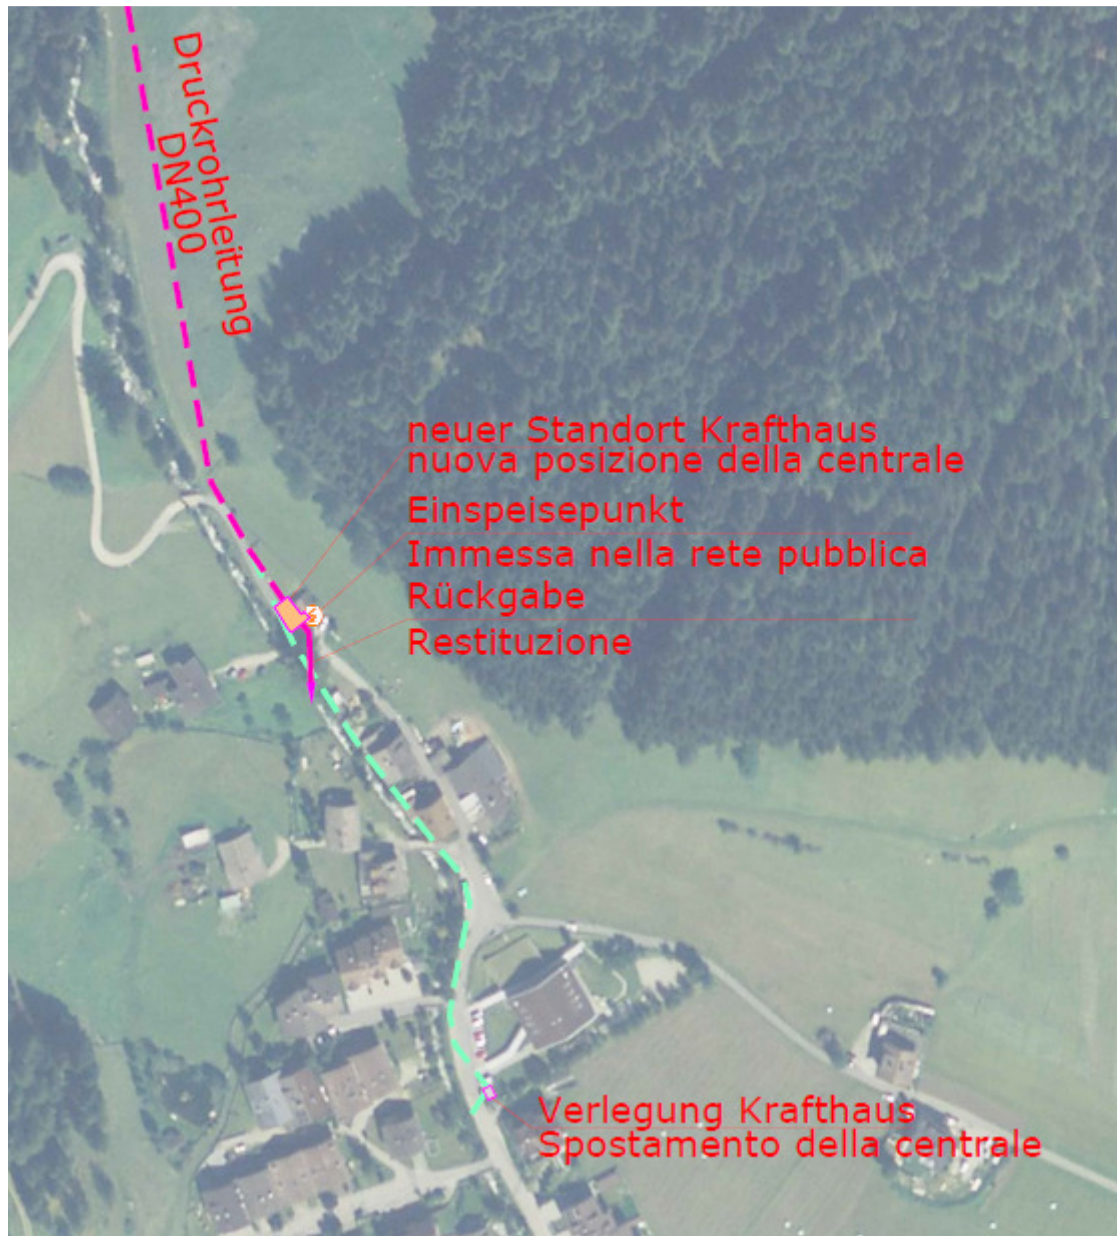 Druckrohrleitung
DN400
neuer Standort Krafthaus
nuova posizione della centrale
Einspeisepunkt
Immessa nella rete pubblica
Rückgabe
Restituzione
Verlegung Krafthaus
Spostamento della centrale